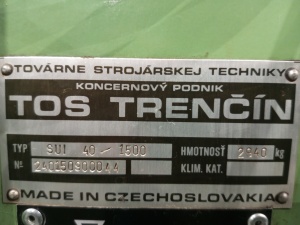 TOVÁRNE STROJÁRSKEJ TECHNIKY
KONCERNOVÝ PODNIK
TOS TRENČÍN
TYP SUI 40/1500 HMOTNOSŤ 2940 kg
Nº KLIM. KAT.
MADE IN CZECHOSLOVAKIA